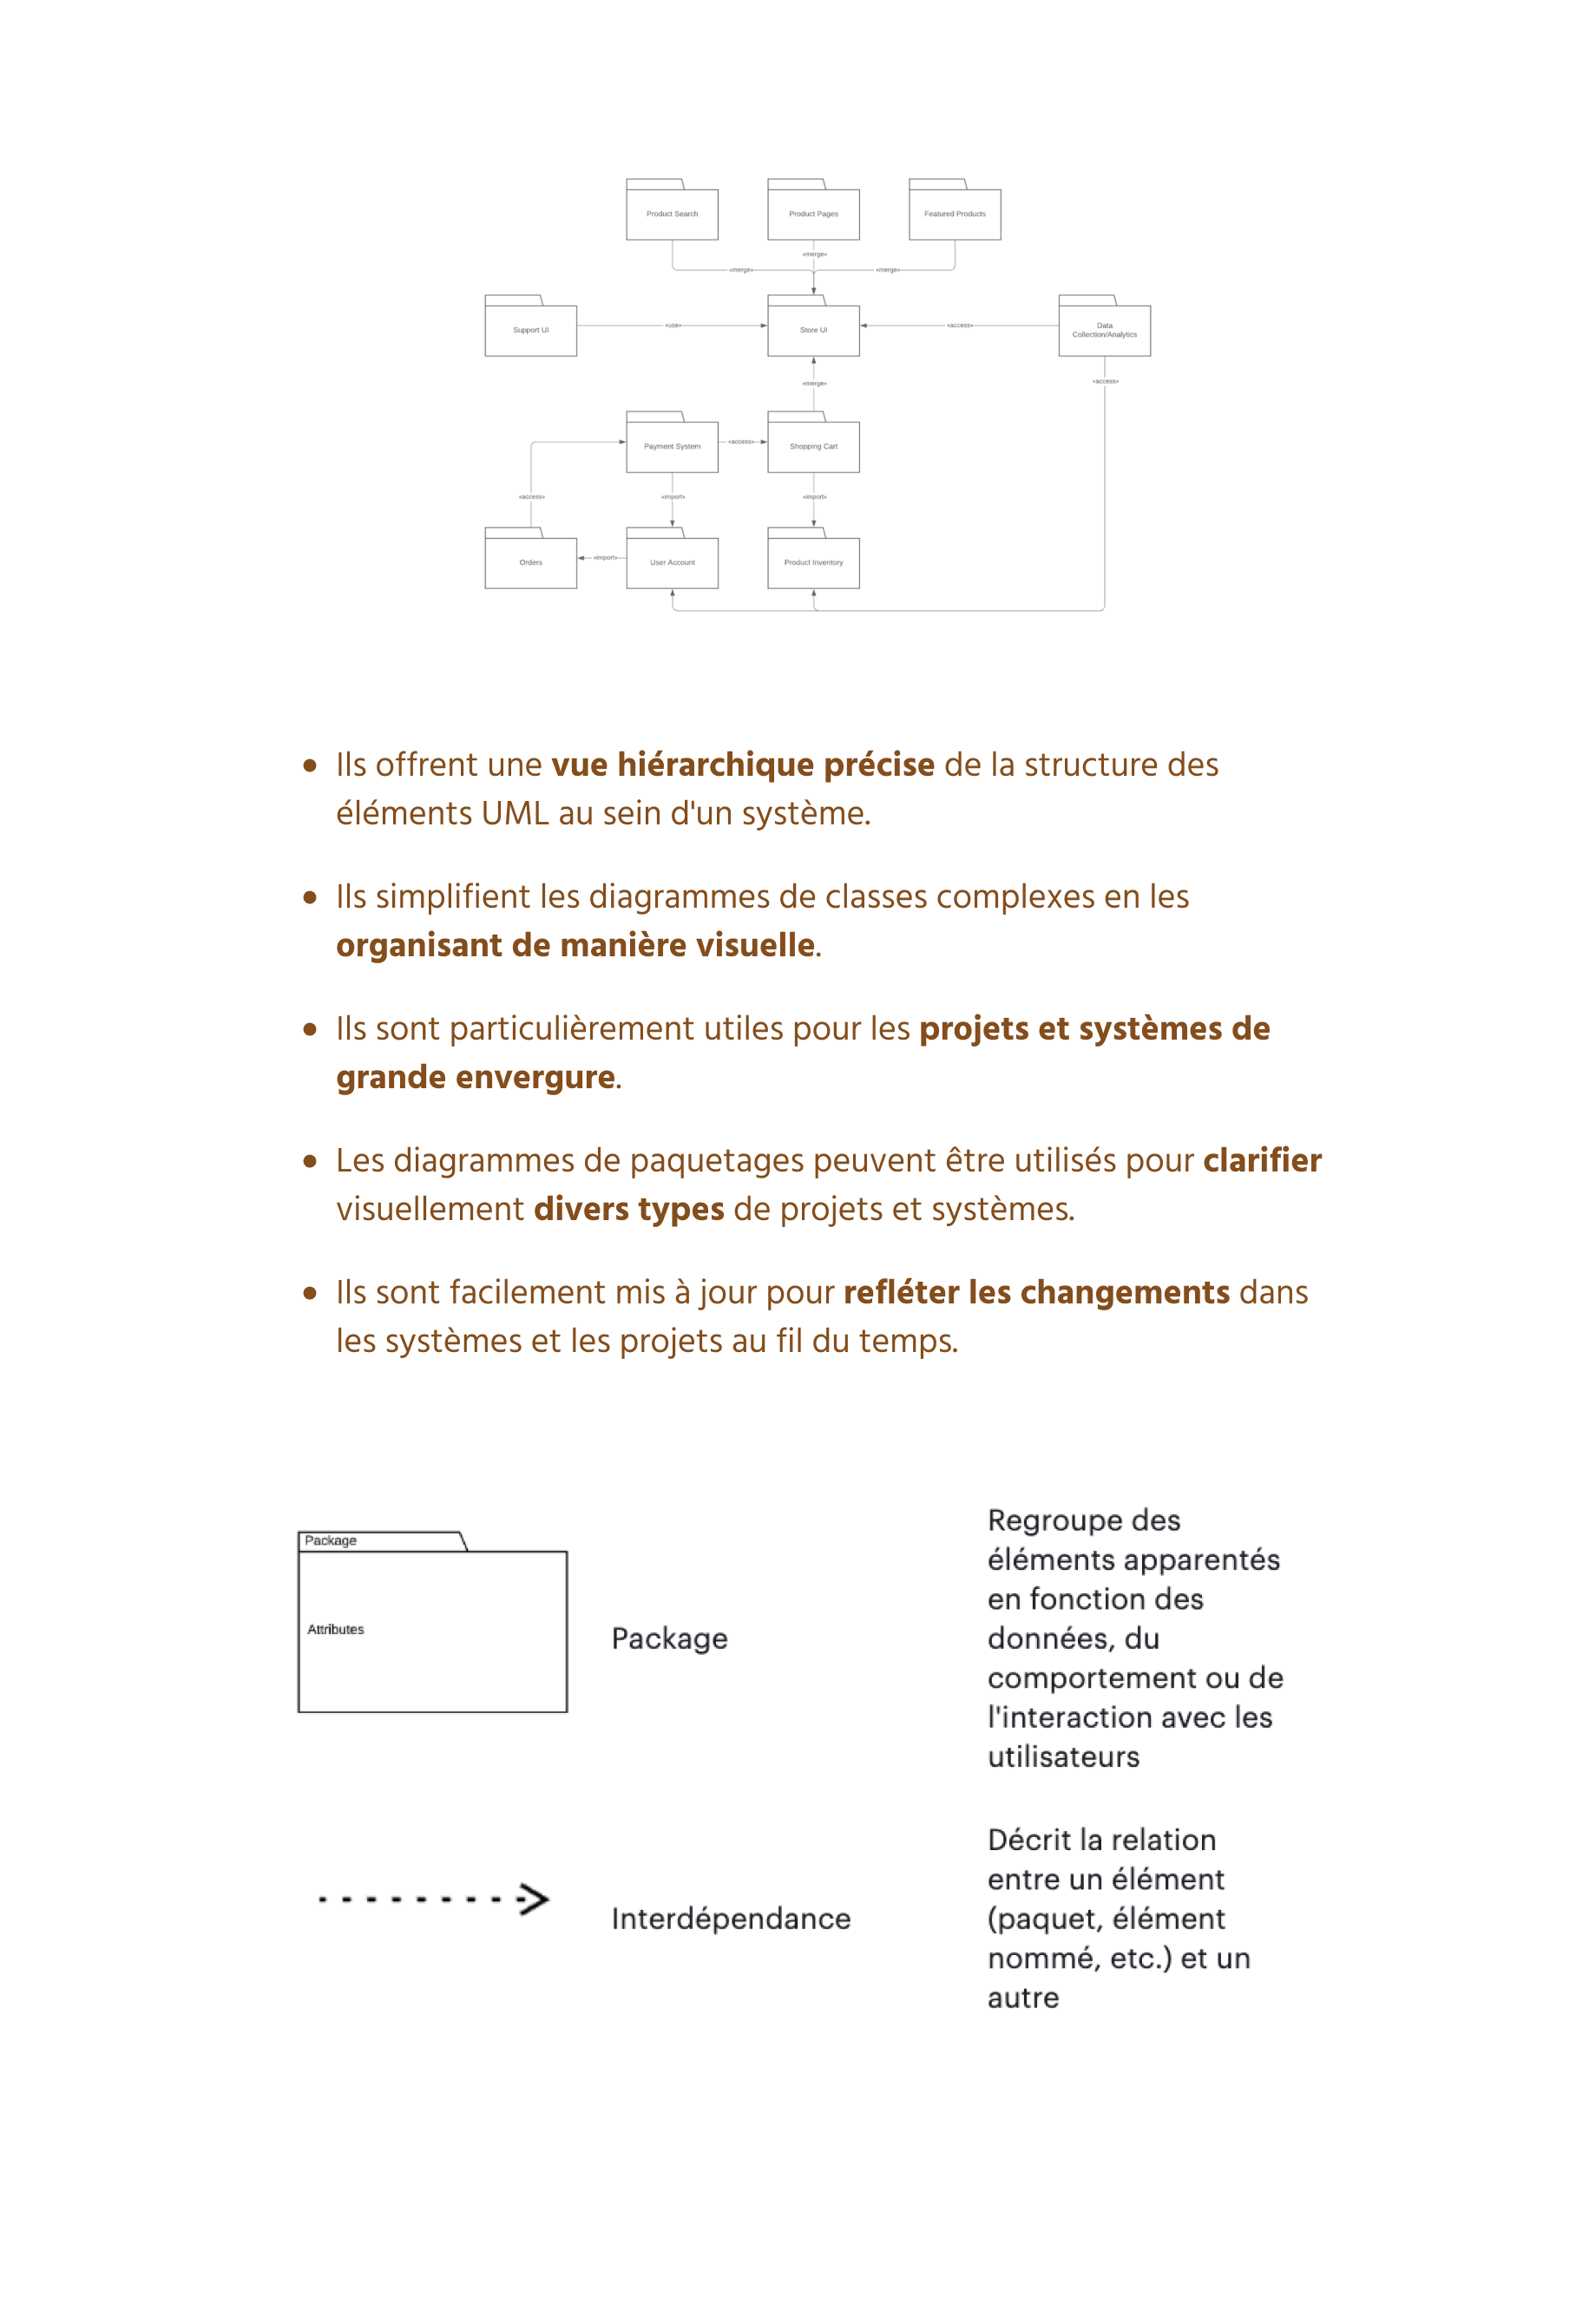 Product Search
Product Pages
Featured Products
«merge»
«merge»
«merge»
Support UI
«use»
Store UI
«access»
Data
Collection/Analytics
«merge»
«access»
Payment System
«access»
Shopping Cart
«access»
«import»
«import»
Orders
«import»
User Account
Product Inventory
• Ils offrent une vue hiérarchique précise de la structure des
éléments UML au sein d'un système.
• Ils simplifient les diagrammes de classes complexes en les
organisant de manière visuelle.
• Ils sont particulièrement utiles pour les projets et systèmes de
grande envergure.
• Les diagrammes de paquetages peuvent être utilisés pour clarifier
visuellement divers types de projets et systèmes.
• Ils sont facilement mis à jour pour refléter les changements dans
les systèmes et les projets au fil du temps.
Package
Attributes
Package
Regroupe des
éléments apparentés
en fonction des
données, du
comportement ou de
l'interaction avec les
utilisateurs
Interdépendance
Décrit la relation
entre un élément
(paquet, élément
nommé, etc.) et un
autre